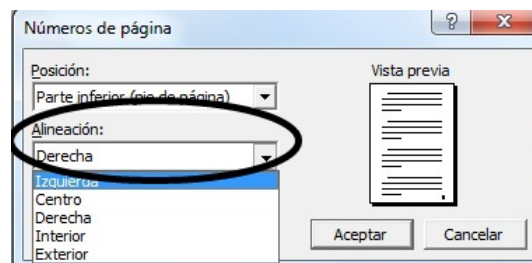 Números de página
Posición:
Vista previa
Parte inferior (pie de página)
Alineación:
Derecha
Izquierda
Centro
Derecha
Interior
Exterior
Aceptar
Cancelar